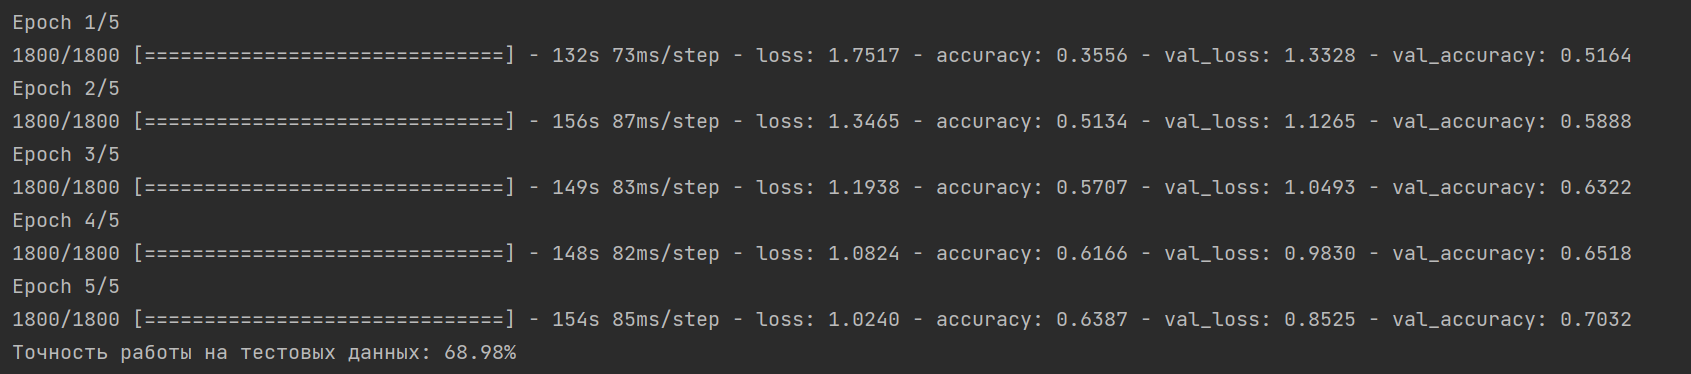 Epoch 1/5
1800/1800 [==============================] - 132s 73ms/step - loss: 1.7517 - accuracy: 0.3556 - val_loss: 1.3328 - val_accuracy: 0.5164
Epoch 2/5
1800/1800 [==============================] - 156s 87ms/step - loss: 1.3465 - accuracy: 0.5134 - val_loss: 1.1265 - val_accuracy: 0.5888
Epoch 3/5
1800/1800 [==============================] - 149s 83ms/step - loss: 1.1938 - accuracy: 0.5707 - val_loss: 1.0493 - val_accuracy: 0.6322
Epoch 4/5
1800/1800 [==============================] - 148s 82ms/step - loss: 1.0824 - accuracy: 0.6166 - val_loss: 0.9830 - val_accuracy: 0.6518
Epoch 5/5
1800/1800 [==============================] - 154s 85ms/step - loss: 1.0240 - accuracy: 0.6387 - val_loss: 0.8525 - val_accuracy: 0.7032
Точность работы на тестовых данных: 68.98%